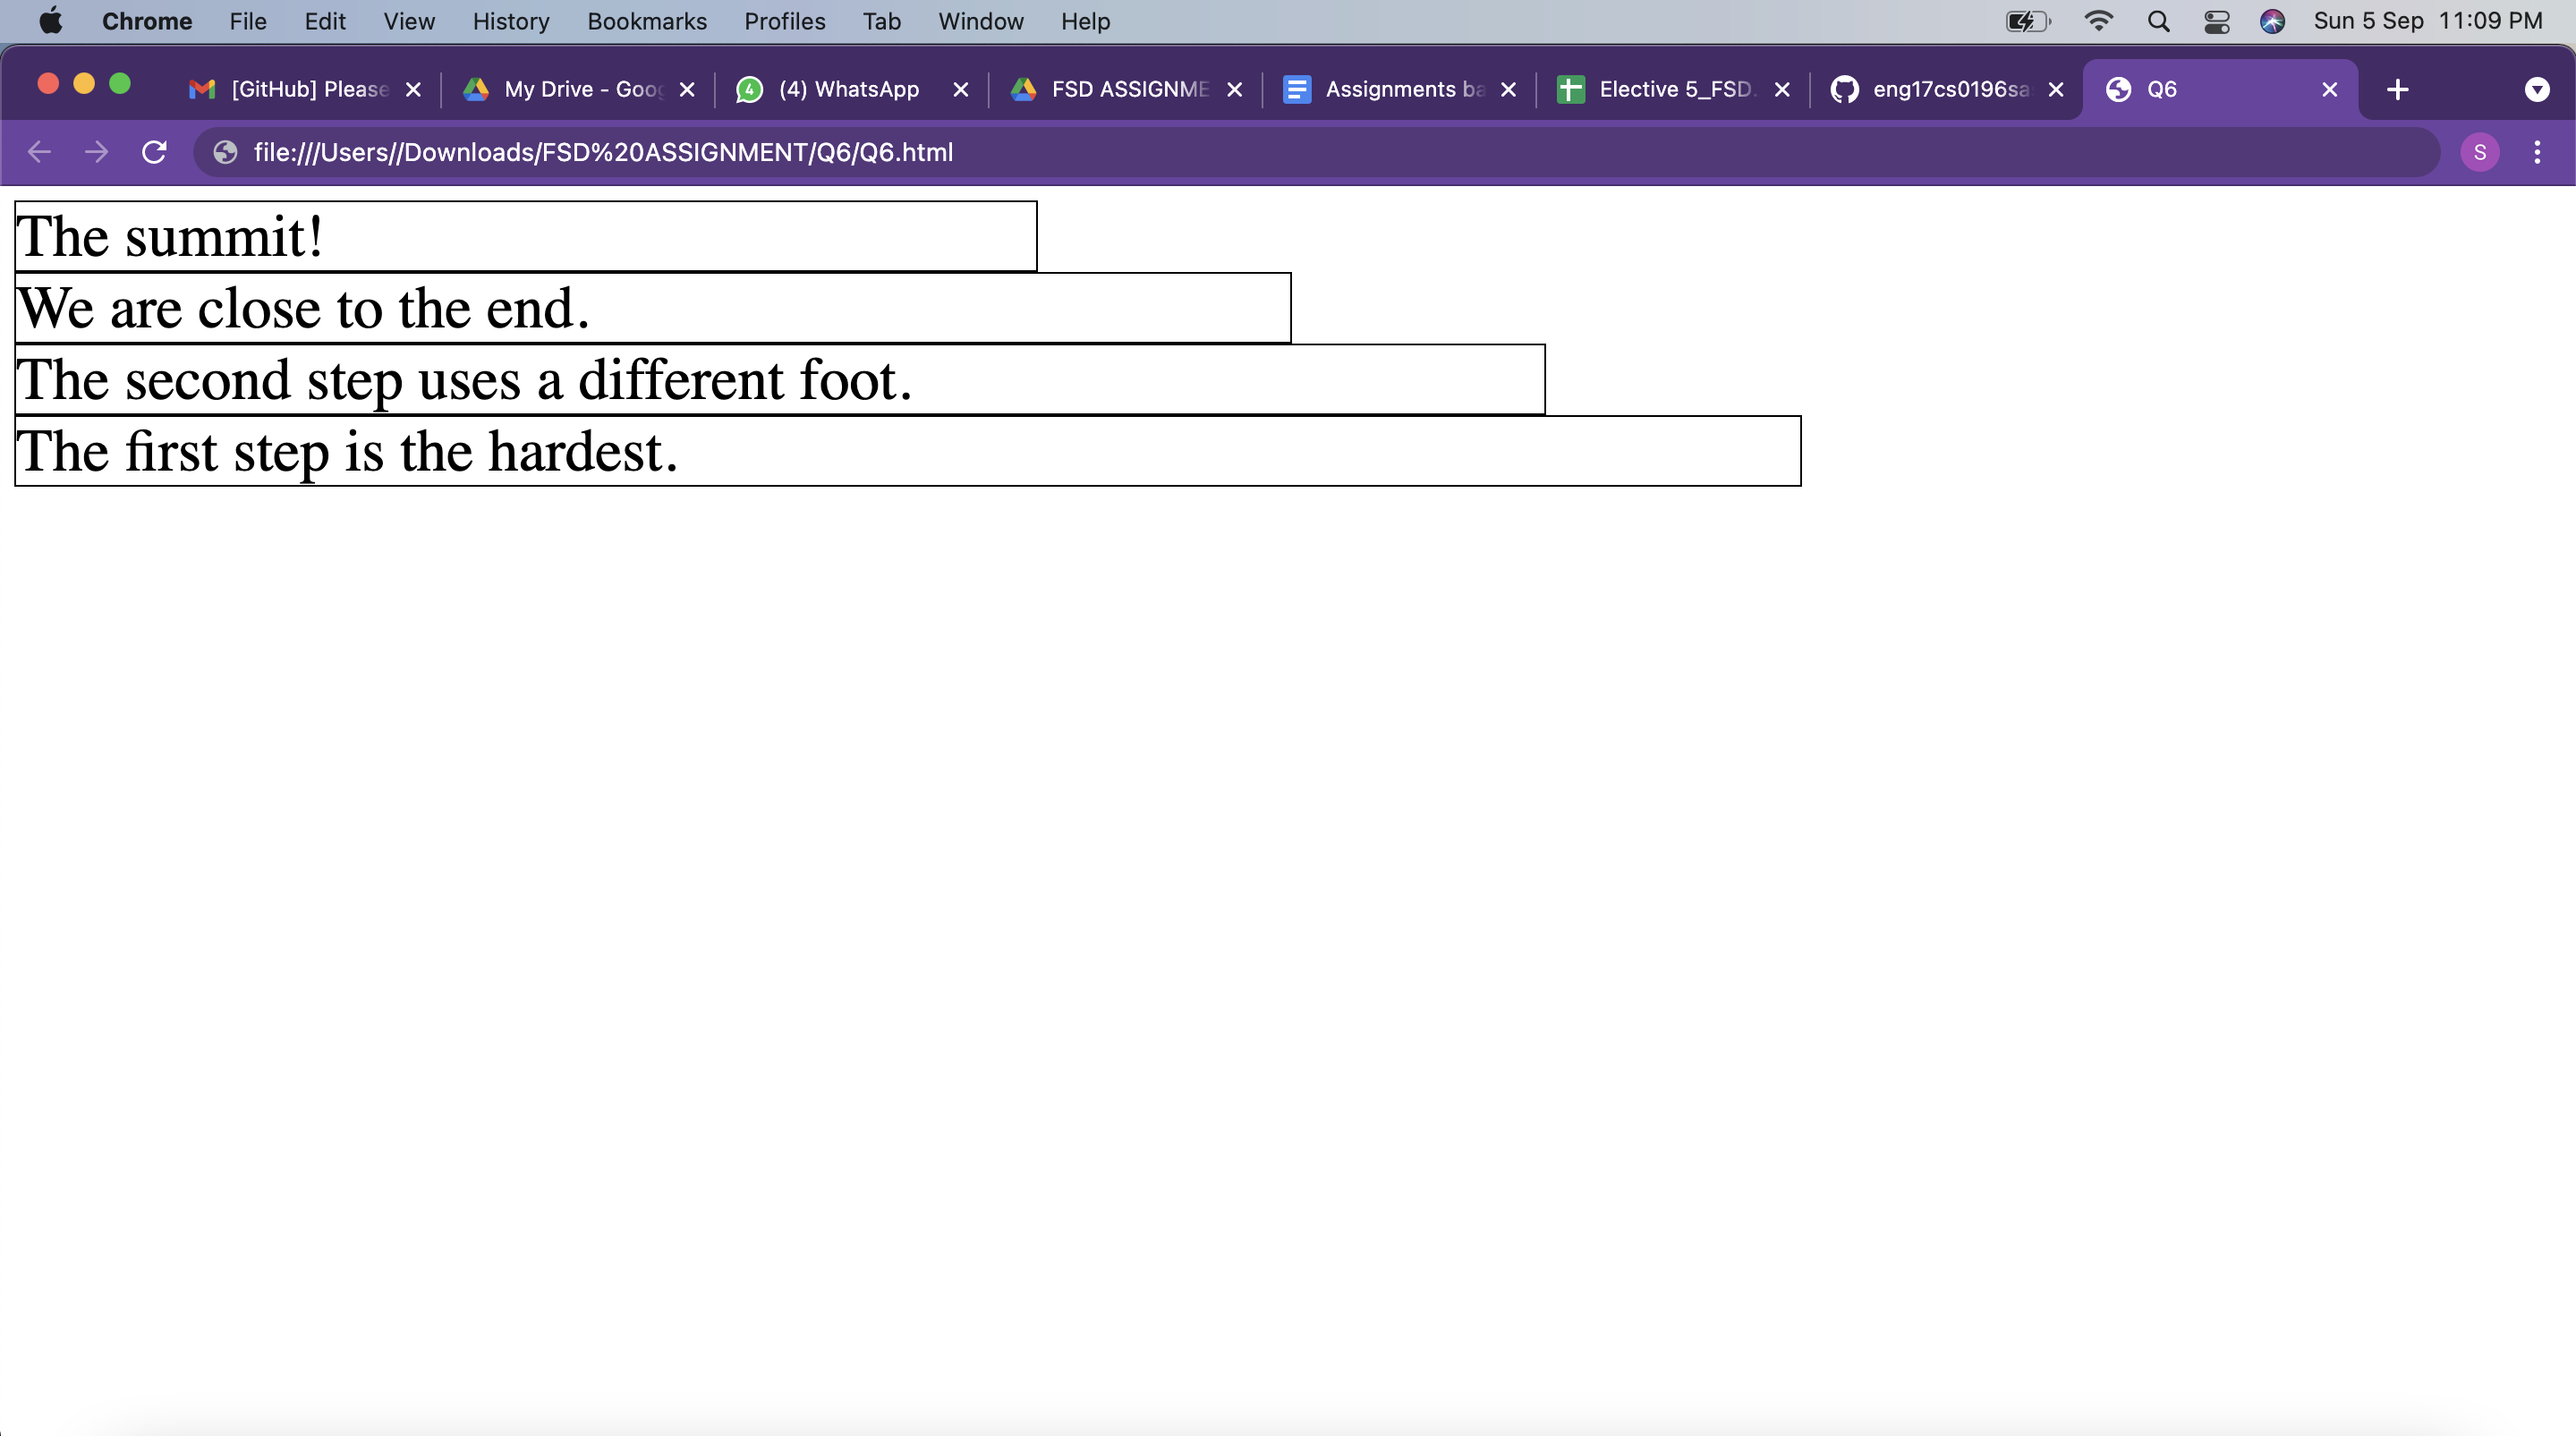 Chrome File Edit View History Bookmarks Profiles Tab Window Help Sun 5 Sep 11:09 PM
[GitHub] Please My Drive - Goog 4 (4) WhatsApp FSD ASSIGNME Assignments ba Elective 5_FSD. eng17cs0196sa Q6
file:///Users//Downloads/FSD%20ASSIGNMENT/Q6/Q6.html S
The summit!
We are close to the end.
The second step uses a different foot.
The first step is the hardest.